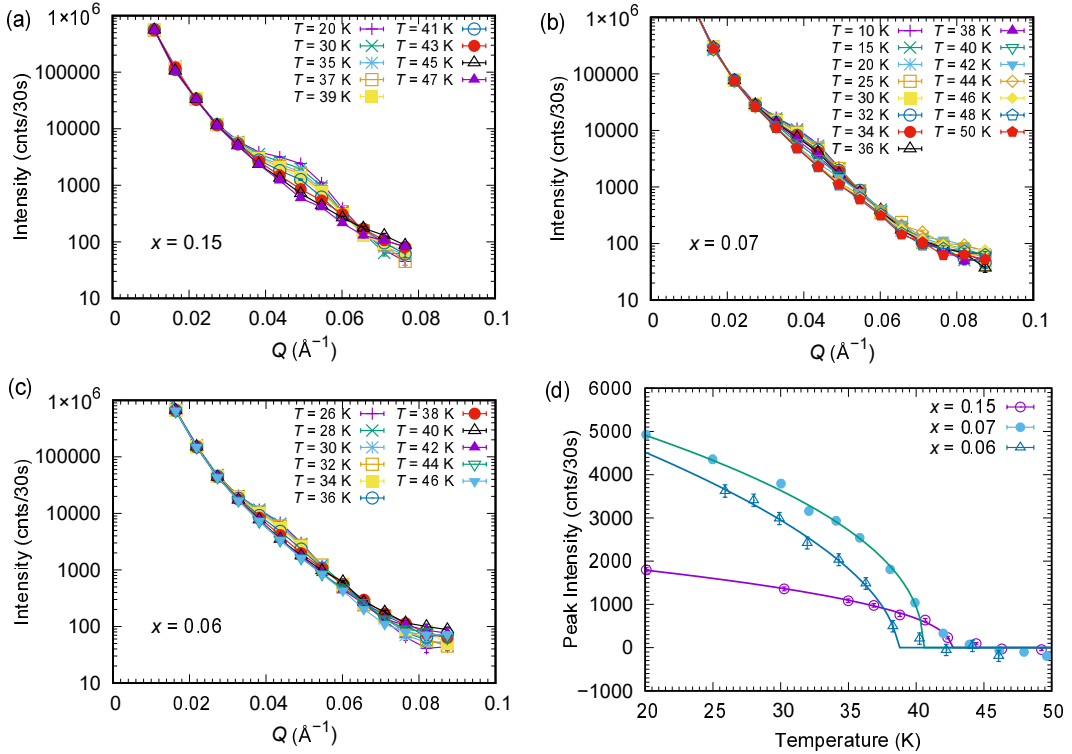 (a)
1×10⁶
100000
10000
1000
100
10
Intensity (cnts/30s)
T = 20 K T = 41 K
T = 30 K T = 43 K
T = 35 K T = 45 K
T = 37 K T = 47 K
T = 39 K
x = 0.15
0 0.02 0.04 0.06 0.08 0.1
Q (Å⁻¹)
(b)
1×10⁶
100000
10000
1000
100
10
Intensity (cnts/30s)
T = 10 K T = 38 K
T = 15 K T = 40 K
T = 20 K T = 42 K
T = 25 K T = 44 K
T = 30 K T = 46 K
T = 32 K T = 48 K
T = 34 K T = 50 K
T = 36 K
x = 0.07
0 0.02 0.04 0.06 0.08 0.1
Q (Å⁻¹)
(c)
1×10⁶
100000
10000
1000
100
10
Intensity (cnts/30s)
T = 26 K T = 38 K
T = 28 K T = 40 K
T = 30 K T = 42 K
T = 32 K T = 44 K
T = 34 K T = 46 K
T = 36 K
x = 0.06
0 0.02 0.04 0.06 0.08 0.1
Q (Å⁻¹)
(d)
6000
5000
4000
3000
2000
1000
0
−1000
Peak Intensity (cnts/30s)
x = 0.15
x = 0.07
x = 0.06
20 25 30 35 40 45 50
Temperature (K)